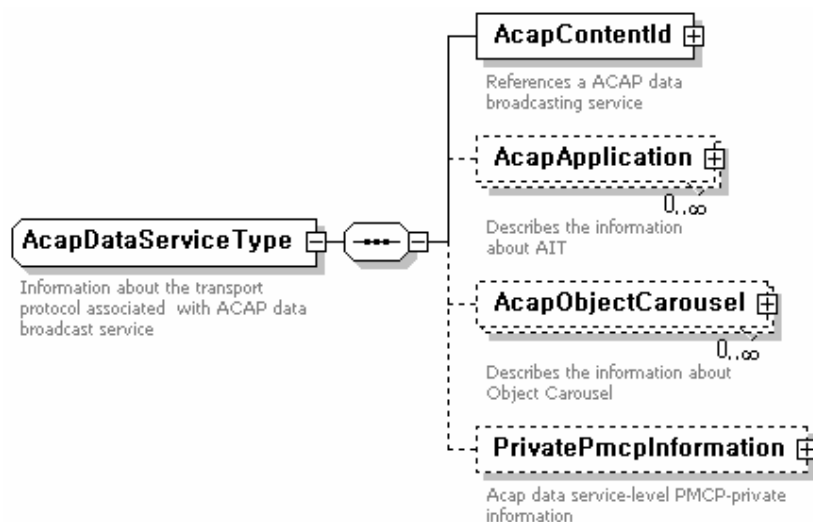 AcapContentId
References a ACAP data
broadcasting service
AcapApplication
0..∞
Describes the information
about AIT
AcapDataServiceType
Information about the transport
protocol associated with ACAP data
broadcast service
AcapObjectCarousel
0..∞
Describes the information about
Object Carousel
PrivatePmcpInformation
Acap data service-level PMCP-private
information